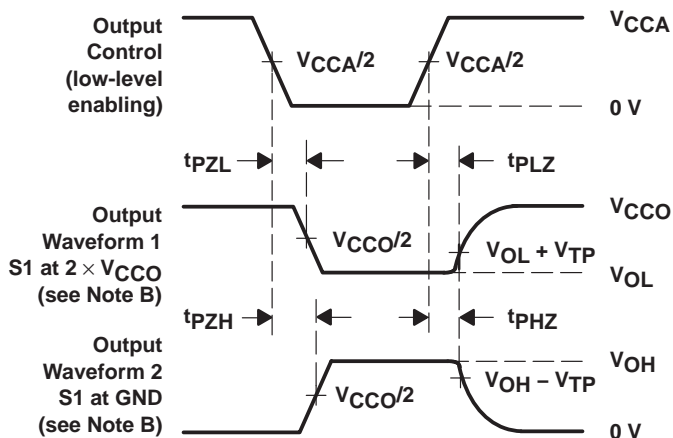 Output
Control
(low-level
enabling)
VCCA/2
VCCA/2
VCCA
0 V
tPZL
tPLZ
Output
Waveform 1
S1 at 2 × VCCO
(see Note B)
VCCO/2
VCCO
VOL + VTP
VOL
tPZH
tPHZ
Output
Waveform 2
S1 at GND
(see Note B)
VCCO/2
VOH
VOH − VTP
0 V